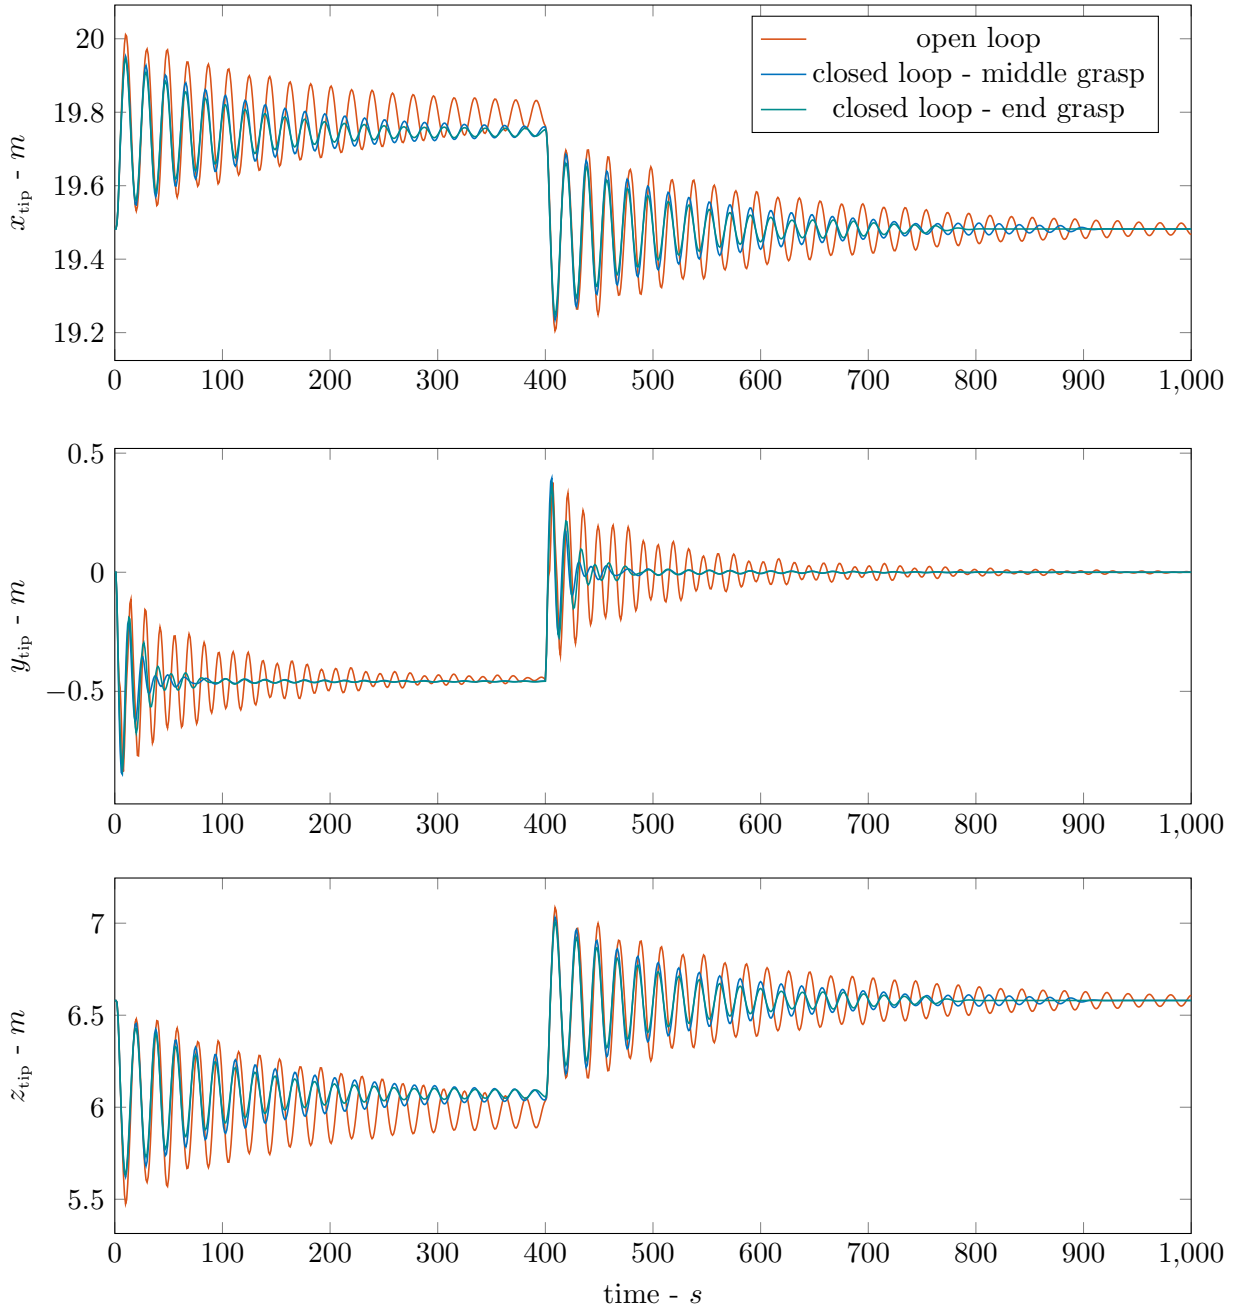 open loop
closed loop - middle grasp
closed loop - end grasp
x_tip - m
20
19.8
19.6
19.4
19.2
0 100 200 300 400 500 600 700 800 900 1,000
y_tip - m
0.5
0
−0.5
0 100 200 300 400 500 600 700 800 900 1,000
z_tip - m
7
6.5
6
5.5
0 100 200 300 400 500 600 700 800 900 1,000
time - s